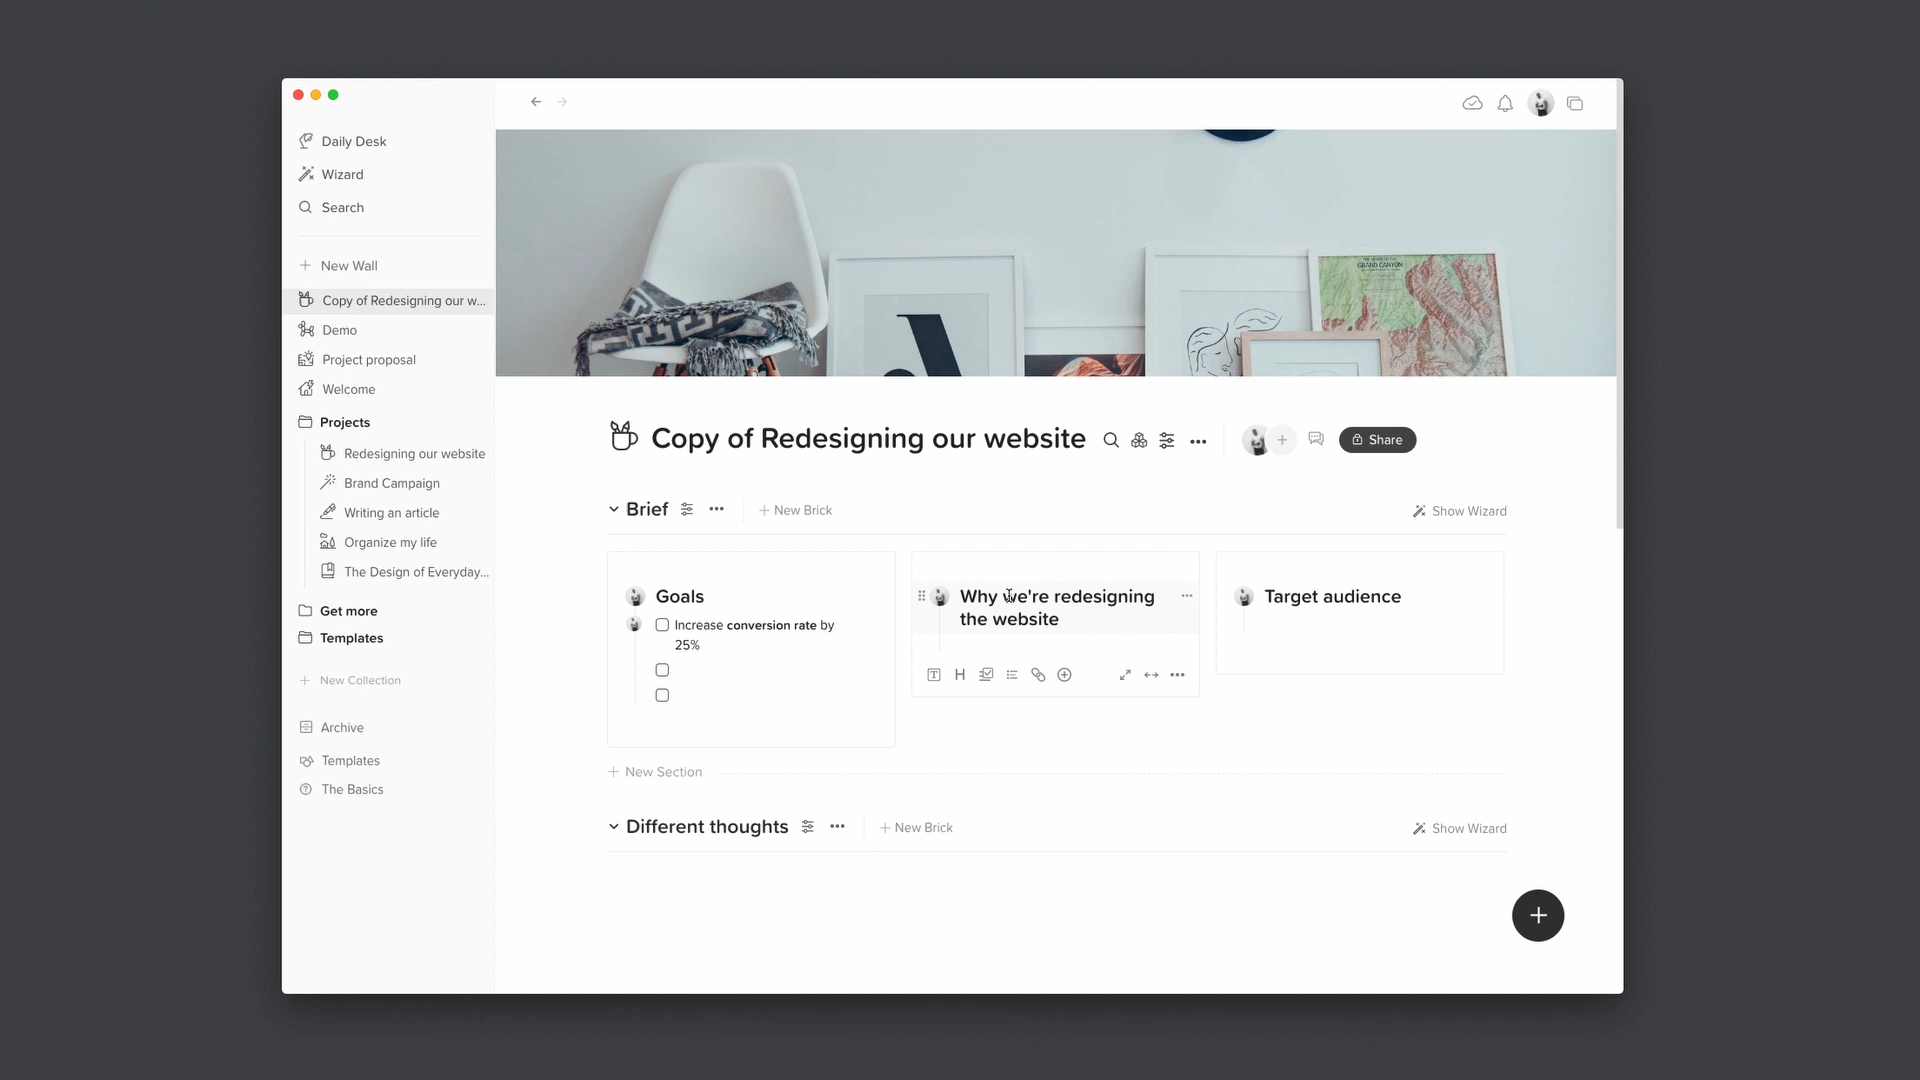 Daily Desk
Wizard
Search
New Wall
Copy of Redesigning our w...
Demo
Project proposal
Welcome
Projects
Redesigning our website
Brand Campaign
Writing an article
Organize my life
The Design of Everyday...
Get more
Templates
New Collection
Archive
Templates
The Basics
GRAND CANYON
Copy of Redesigning our website
Share
Brief
New Brick
Show Wizard
Goals
Increase conversion rate by
25%
Why we're redesigning
the website
H
Target audience
New Section
Different thoughts
New Brick
Show Wizard